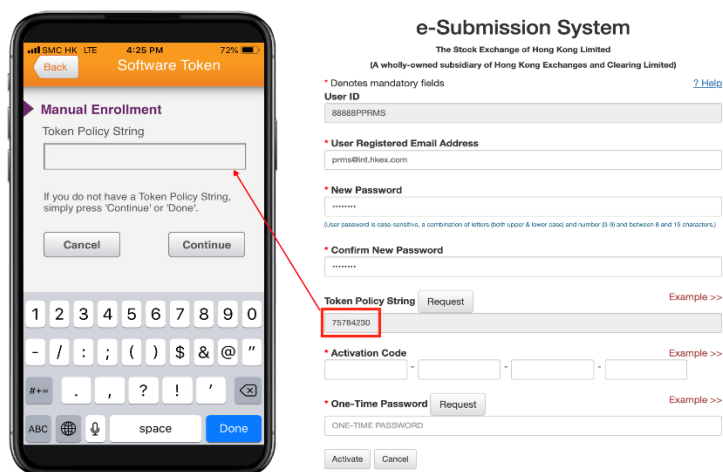 SMC HK LTE 4:25 PM 72%
Back Software Token
Manual Enrollment
Token Policy String
If you do not have a Token Policy String,
simply press 'Continue' or 'Done'.
Cancel Continue
1 2 3 4 5 6 7 8 9 0
- / : ; ( ) $ & @ "
#+= . , ? ! '
ABC space Done
e-Submission System
The Stock Exchange of Hong Kong Limited
(A wholly-owned subsidiary of Hong Kong Exchanges and Clearing Limited)
* Denotes mandatory fields ? Help
User ID
88888PPRMS
* User Registered Email Address
prms@int.hkex.com
* New Password
••••••••
(User password is case-sensitive, a combination of letters (both upper & lower case) and number (0-9) and between 8 and 15 characters.)
* Confirm New Password
••••••••
Token Policy String Request Example >>
75784230
* Activation Code Example >>
- - -
* One-Time Password Request Example >>
ONE-TIME PASSWORD
Activate Cancel